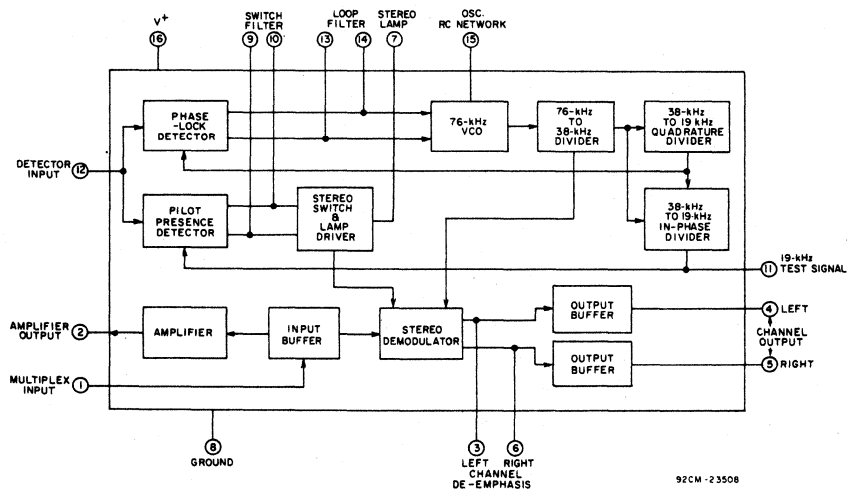 V+
16
SWITCH
FILTER
9 10
LOOP
FILTER
13 14
STEREO
LAMP
7
OSC.
RC NETWORK
15
PHASE
-LOCK
DETECTOR
76-kHz
VCO
76-kHz
TO
38-kHz
DIVIDER
38-kHz
TO 19 kHz
QUADRATURE
DIVIDER
DETECTOR
INPUT
12
PILOT
PRESENCE
DETECTOR
STEREO
SWITCH
&
LAMP
DRIVER
38-kHz
TO 19-kHz
IN-PHASE
DIVIDER
11
19-kHz
TEST SIGNAL
AMPLIFIER
OUTPUT
2
AMPLIFIER
INPUT
BUFFER
STEREO
DEMODULATOR
OUTPUT
BUFFER
4 LEFT
CHANNEL
OUTPUT
OUTPUT
BUFFER
5 RIGHT
MULTIPLEX
INPUT
1
8
GROUND
3 6
LEFT RIGHT
CHANNEL
DE-EMPHASIS
92CM-23508